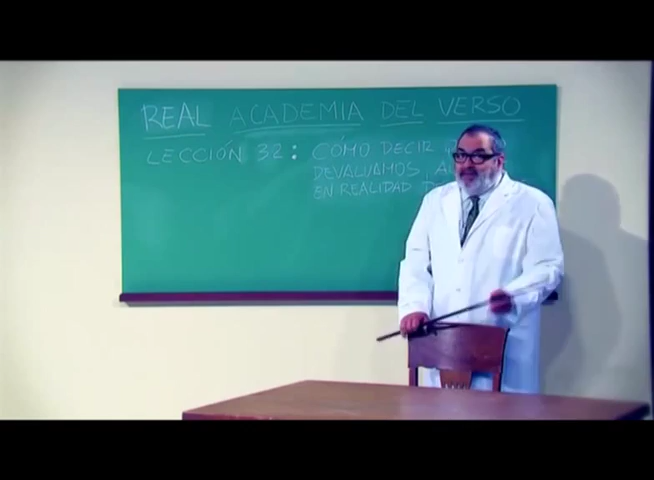 REAL ACADEMIA DEL VERSO
LECCIÓN 32: CÓMO DECIR
DEVALUAMOS,
EN REALIDAD